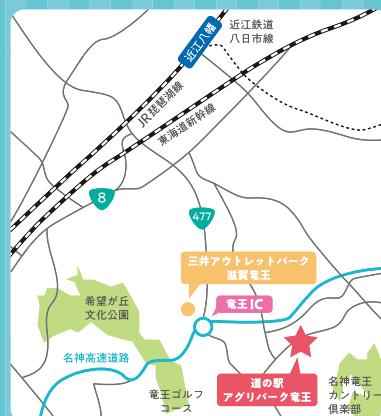 近江鉄道
八日市線
近江八幡
JR琵琶湖線
東海道新幹線
8
477
三井アウトレットパーク
滋賀竜王
竜王IC
希望が丘
文化公園
名神高速道路
道の駅
アグリパーク竜王
竜王ゴルフ
コース
名神竜王
カントリー
倶楽部